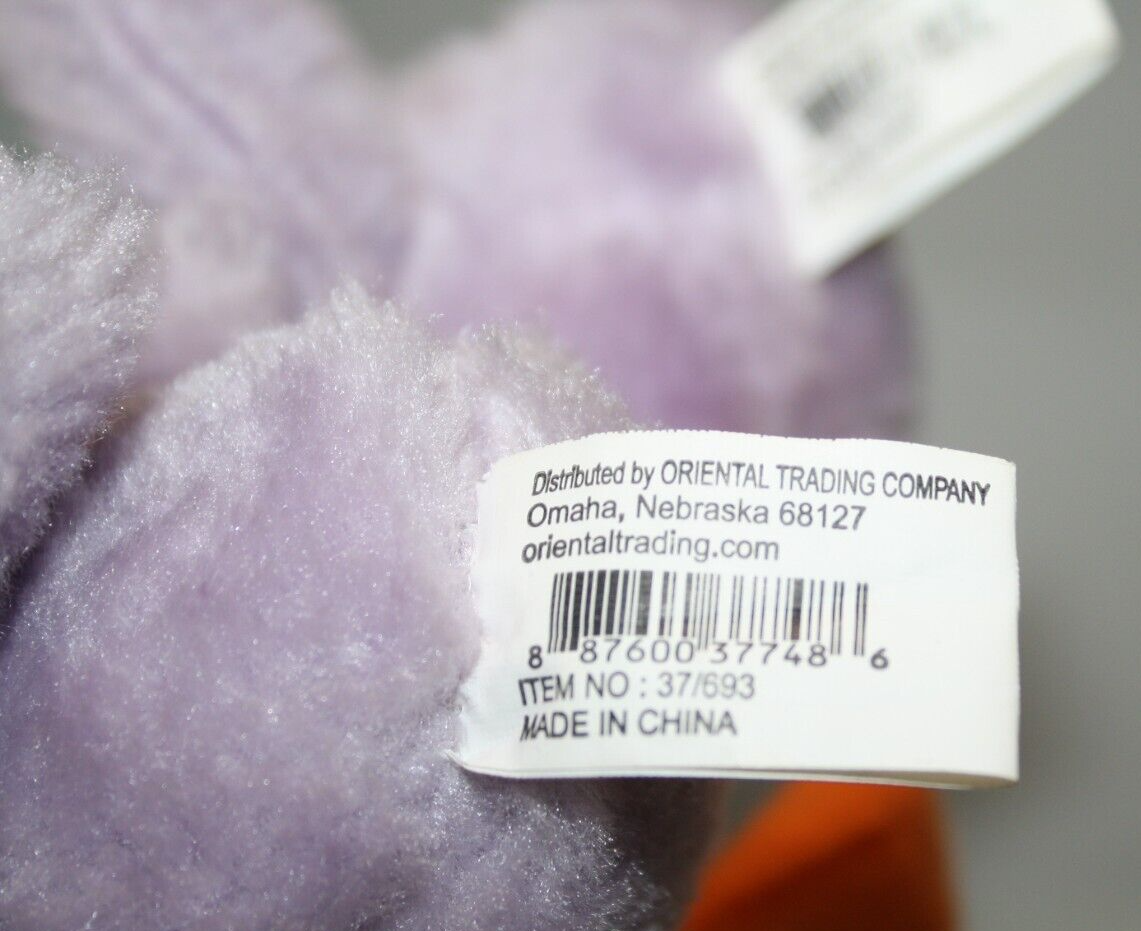 Distributed by ORIENTAL TRADING COMPANY
Omaha, Nebraska 68127
orientaltrading.com
8 87600 37748 6
ITEM NO : 37/693
MADE IN CHINA